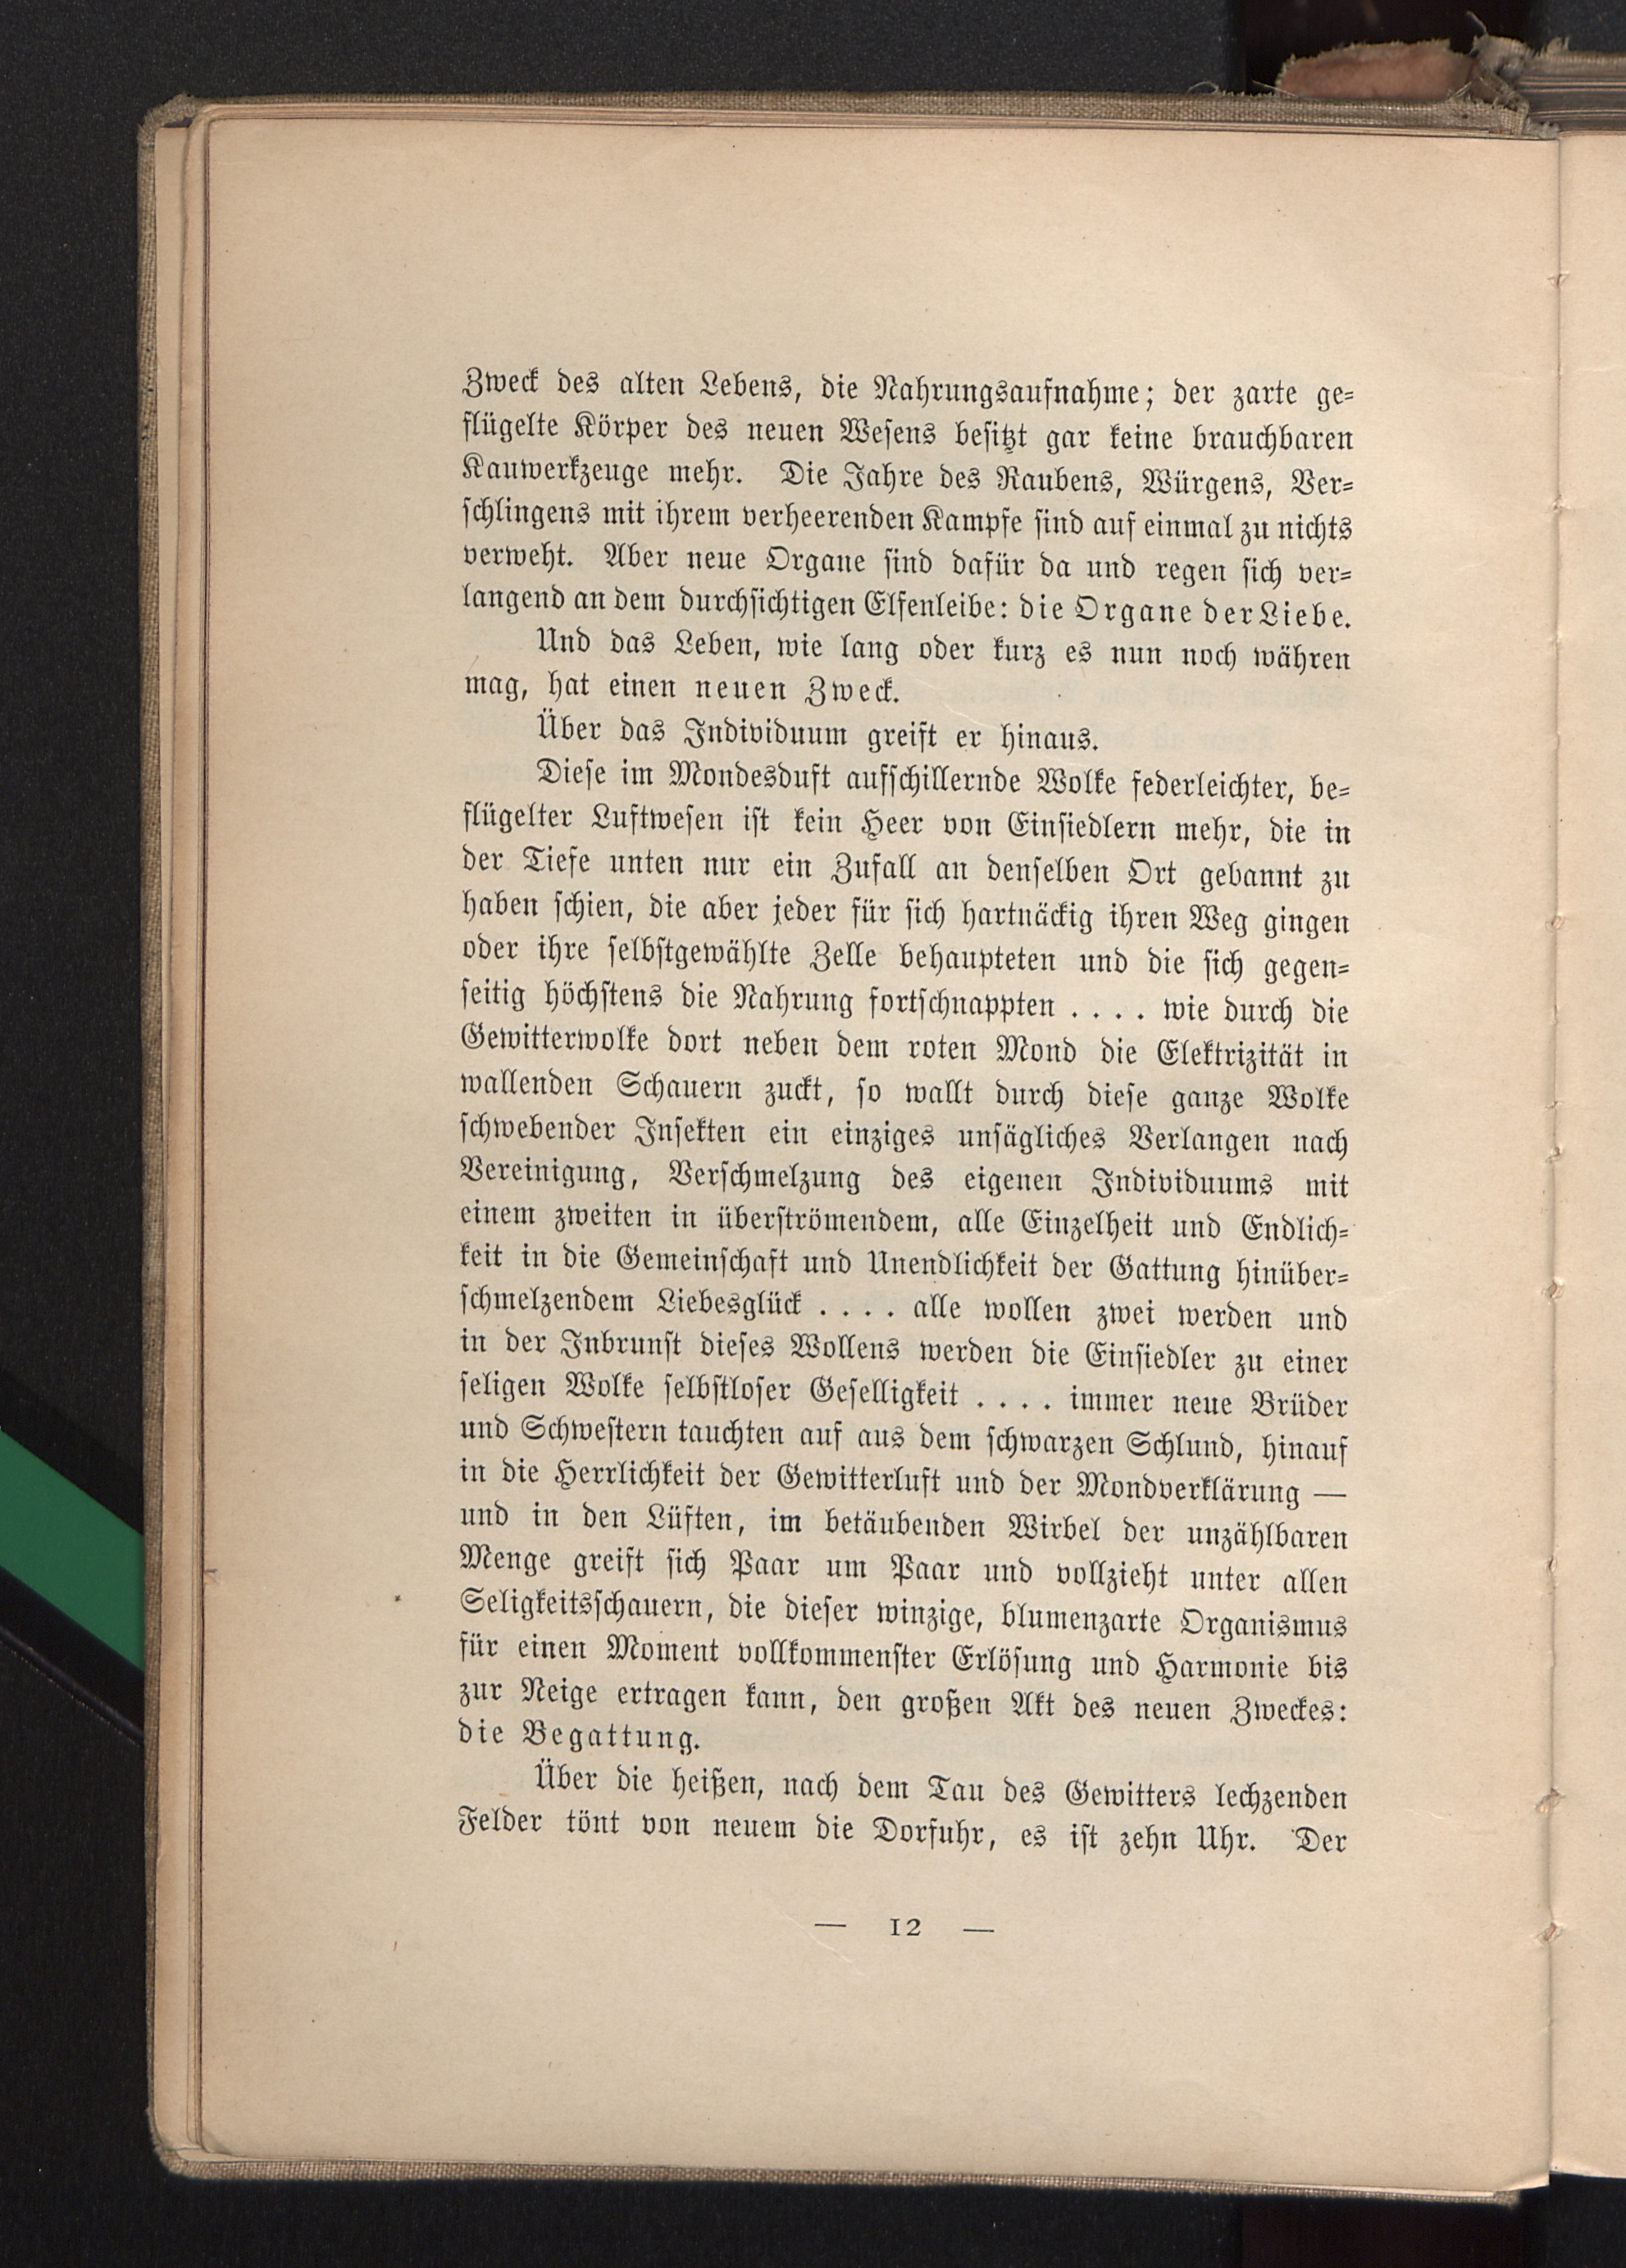 Zweck des alten Lebens, die Nahrungsaufnahme; der zarte ge-
flügelte Körper des neuen Wesens besitzt gar keine brauchbaren
Kauwerkzeuge mehr. Die Jahre des Raubens, Würgens, Ver-
schlingens mit ihrem verheerenden Kampfe sind auf einmal zu nichts
verweht. Aber neue Organe sind dafür da und regen sich ver-
langend an dem durchsichtigen Elfenleibe: die Organe der Liebe.
Und das Leben, wie lang oder kurz es nun noch währen
mag, hat einen neuen Zweck.
Über das Individuum greift er hinaus.
Diese im Mondesduft aufschillernde Wolke federleichter, be-
flügelter Luftwesen ist kein Heer von Einsiedlern mehr, die in
der Tiefe unten nur ein Zufall an denselben Ort gebannt zu
haben schien, die aber jeder für sich hartnäckig ihren Weg gingen
oder ihre selbstgewählte Zelle behaupteten und die sich gegen-
seitig höchstens die Nahrung fortschnappten . . . . wie durch die
Gewitterwolke dort neben dem roten Mond die Elektrizität in
wallenden Schauern zuckt, so wallt durch diese ganze Wolke
schwebender Insekten ein einziges unsägliches Verlangen nach
Vereinigung, Verschmelzung des eigenen Individuums mit
einem zweiten in überströmendem, alle Einzelheit und Endlich-
keit in die Gemeinschaft und Unendlichkeit der Gattung hinüber-
schmelzendem Liebesglück . . . . alle wollen zwei werden und
in der Inbrunst dieses Wollens werden die Einsiedler zu einer
seligen Wolke selbstloser Geselligkeit . . . . immer neue Brüder
und Schwestern tauchten auf aus dem schwarzen Schlund, hinauf
in die Herrlichkeit der Gewitterluft und der Mondverklärung —
und in den Lüften, im betäubenden Wirbel der unzählbaren
Menge greift sich Paar um Paar und vollzieht unter allen
Seligkeitsschauern, die dieser winzige, blumenzarte Organismus
für einen Moment vollkommenster Erlösung und Harmonie bis
zur Neige ertragen kann, den großen Akt des neuen Zweckes:
die Begattung.
Über die heißen, nach dem Tau des Gewitters lechzenden
Felder tönt von neuem die Dorfuhr, es ist zehn Uhr. Der
— 12 —